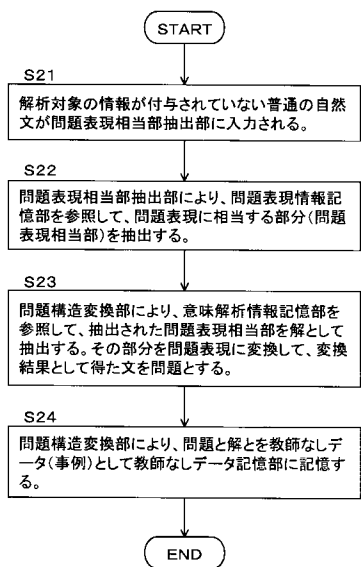 START
S21
解析対象の情報が付与されていない普通の自然
文が問題表現相当部抽出部に入力される。
S22
問題表現相当部抽出部により、問題表現情報記
憶部を参照して、問題表現に相当する部分(問題
表現相当部)を抽出する。
S23
問題構造変換部により、意味解析情報記憶部を
参照して、抽出された問題表現相当部を解として
抽出する。その部分を問題表現に変換して、変換
結果として得た文を問題とする。
S24
問題構造変換部により、問題と解とを教師なしデ
ータ(事例)として教師なしデータ記憶部に記憶す
る。
END